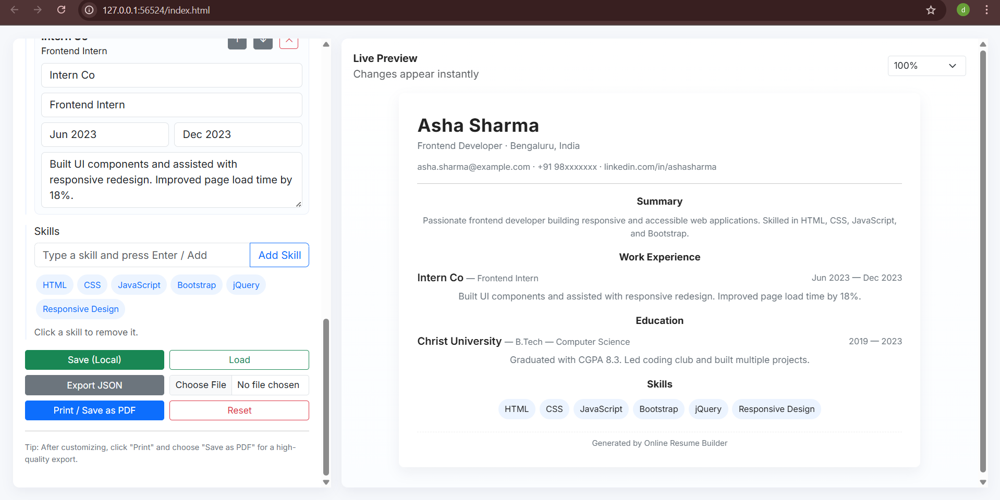 127.0.0.1:56524/index.html
d
Intern Co
Frontend Intern
Intern Co
Frontend Intern
Jun 2023
Dec 2023
Built UI components and assisted with
responsive redesign. Improved page load time by
18%.
Skills
Type a skill and press Enter / Add
Add Skill
HTML
CSS
JavaScript
Bootstrap
jQuery
Responsive Design
Click a skill to remove it.
Save (Local)
Load
Export JSON
Choose File
No file chosen
Print / Save as PDF
Reset
Tip: After customizing, click "Print" and choose "Save as PDF" for a high-
quality export.
Live Preview
Changes appear instantly
100%
Asha Sharma
Frontend Developer · Bengaluru, India
asha.sharma@example.com · +91 98xxxxxxx · linkedin.com/in/ashasharma
Summary
Passionate frontend developer building responsive and accessible web applications. Skilled in HTML, CSS, JavaScript,
and Bootstrap.
Work Experience
Intern Co — Frontend Intern
Jun 2023 — Dec 2023
Built UI components and assisted with responsive redesign. Improved page load time by 18%.
Education
Christ University — B.Tech — Computer Science
2019 — 2023
Graduated with CGPA 8.3. Led coding club and built multiple projects.
Skills
HTML
CSS
JavaScript
Bootstrap
jQuery
Responsive Design
Generated by Online Resume Builder